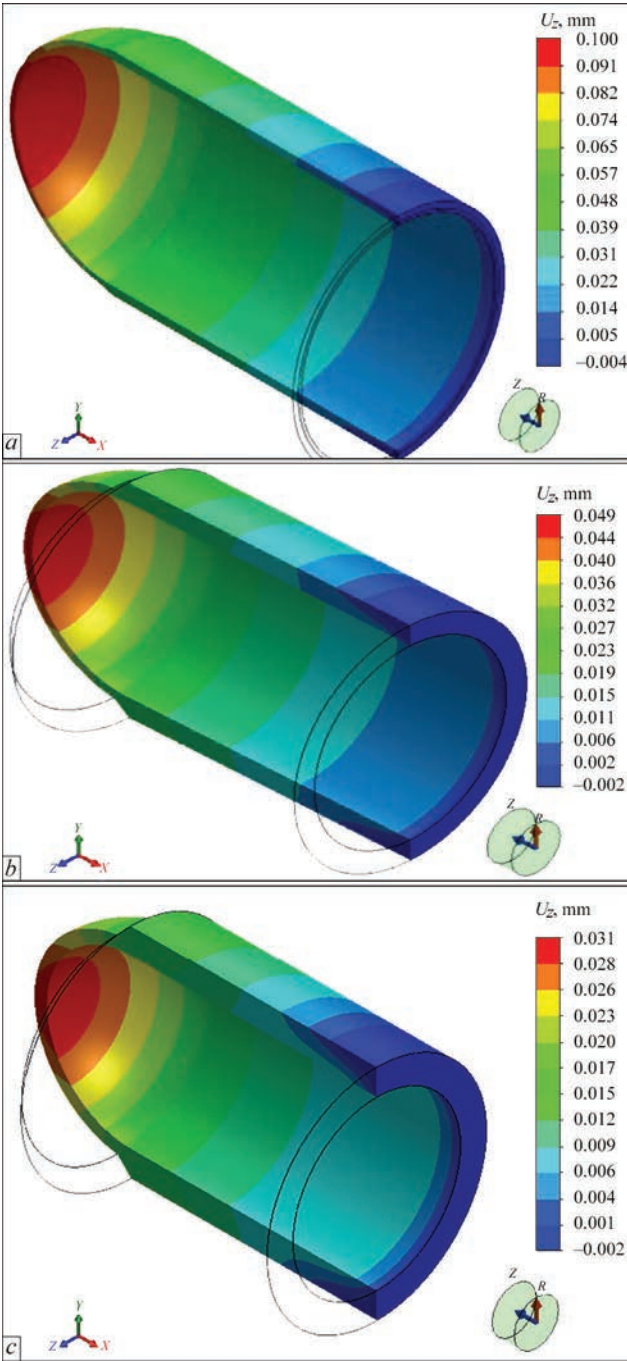 U_z, mm
0.100
0.091
0.082
0.074
0.065
0.057
0.048
0.039
0.031
0.022
0.014
0.005
–0.004
Z
R
Y
Z
X
a
U_z, mm
0.049
0.044
0.040
0.036
0.032
0.027
0.023
0.019
0.015
0.011
0.006
0.002
–0.002
Z
R
Y
Z
X
b
U_z, mm
0.031
0.028
0.026
0.023
0.020
0.017
0.015
0.012
0.009
0.006
0.004
0.001
–0.002
Z
R
Y
Z
X
c